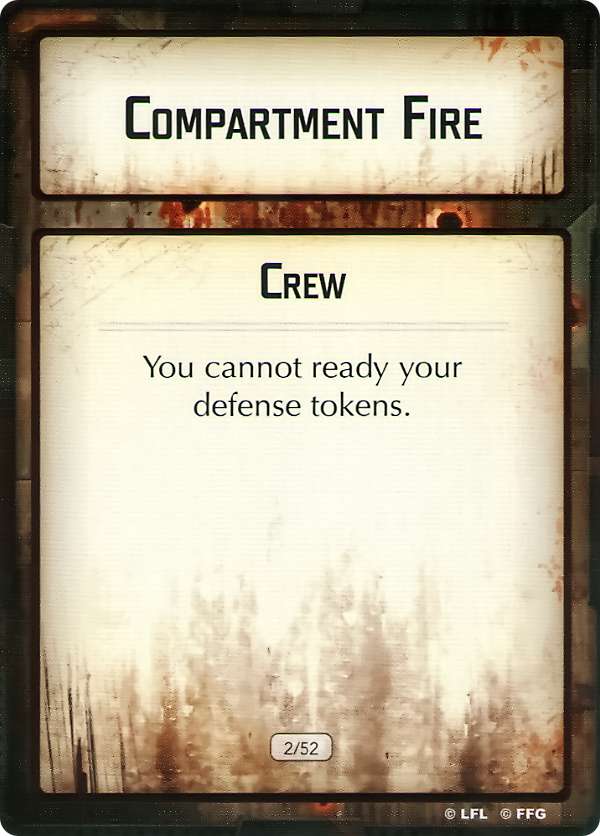 Compartment Fire
Crew
You cannot ready your
defense tokens.
2/52
© LFL © FFG